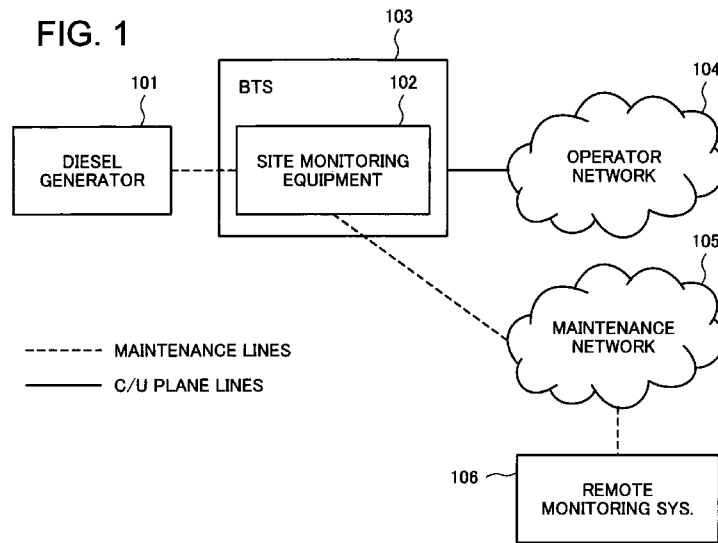 FIG. 1
103
101
BTS
102
104
DIESEL
GENERATOR
SITE MONITORING
EQUIPMENT
OPERATOR
NETWORK
105
MAINTENANCE
NETWORK
MAINTENANCE LINES
C/U PLANE LINES
106
REMOTE
MONITORING SYS.